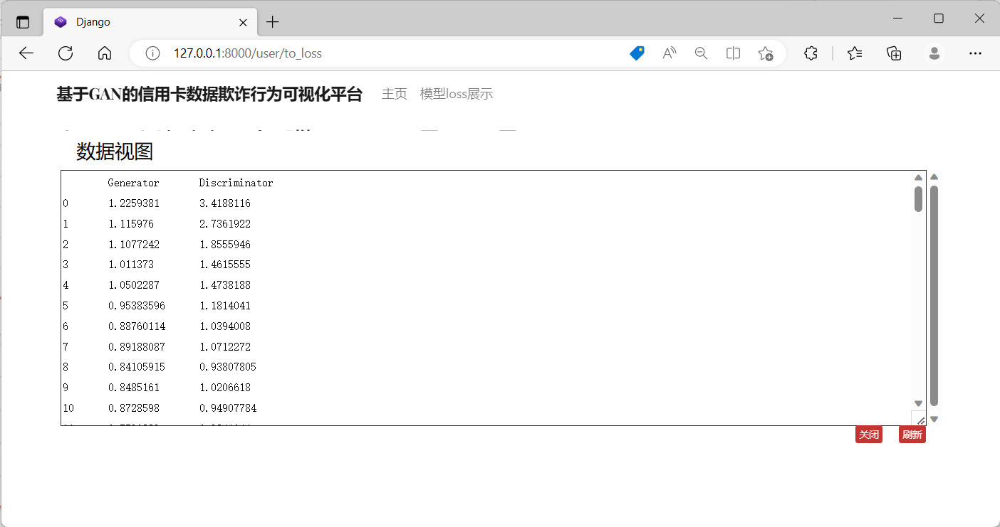 Django
127.0.0.1:8000/user/to_loss
基于GAN的信用卡数据欺诈行为可视化平台 主页 模型loss展示
数据视图
Generator Discriminator
0 1.2259381 3.4188116
1 1.115976 2.7361922
2 1.1077242 1.8555946
3 1.011373 1.4615555
4 1.0502287 1.4738188
5 0.95383596 1.1814041
6 0.88760114 1.0394008
7 0.89188087 1.0712272
8 0.84105915 0.93807805
9 0.8485161 1.0206618
10 0.8728598 0.94907784
关闭 刷新